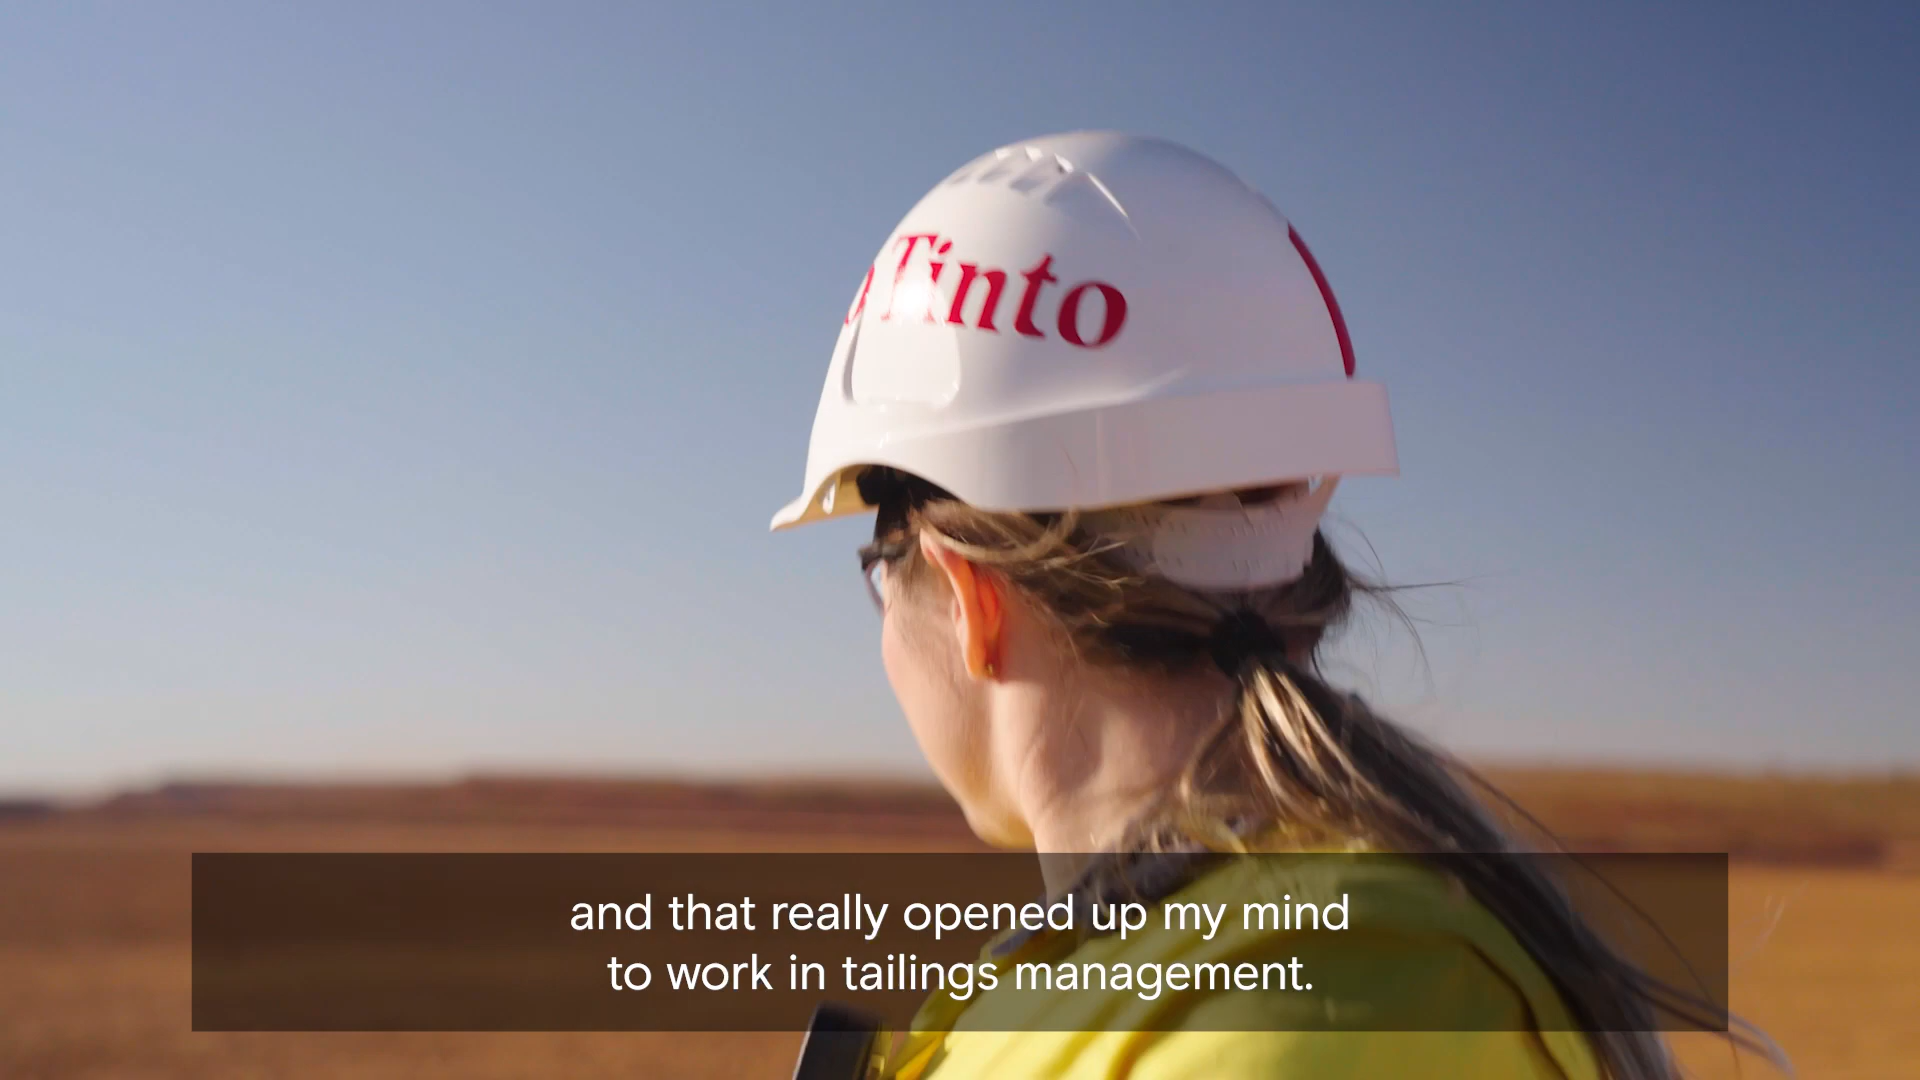 o Tinto
and that really opened up my mind
to work in tailings management.